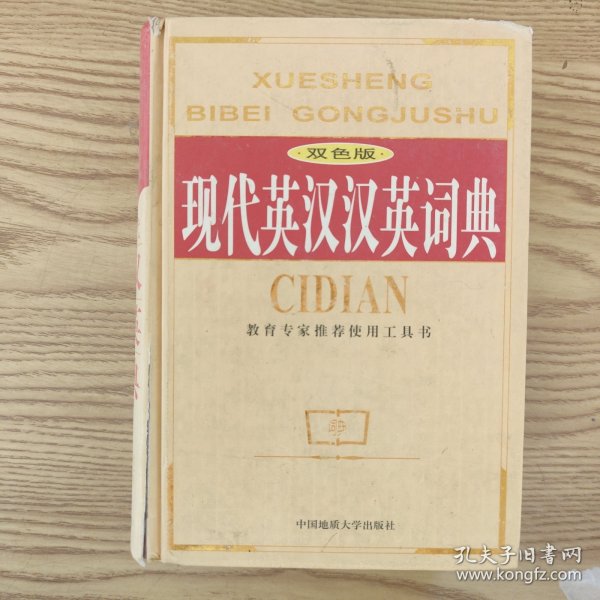 XUESHENG
BIBEI GONGJUSHU
·双色版·
现代英汉汉英词典
CIDIAN
教育专家推荐使用工具书
中国地质大学出版社
孔夫子旧书网
www.kongfz.com